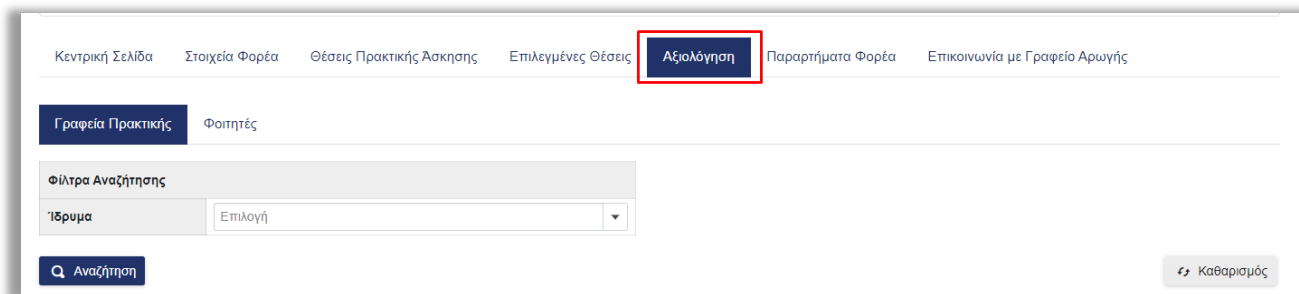 Κεντρική Σελίδα Στοιχεία Φορέα Θέσεις Πρακτικής Άσκησης Επιλεγμένες Θέσεις Αξιολόγηση Παραρτήματα Φορέα Επικοινωνία με Γραφείο Αρωγής
Γραφεία Πρακτικής Φοιτητές
Φίλτρα Αναζήτησης
Ίδρυμα Επιλογή
Αναζήτηση Καθαρισμός